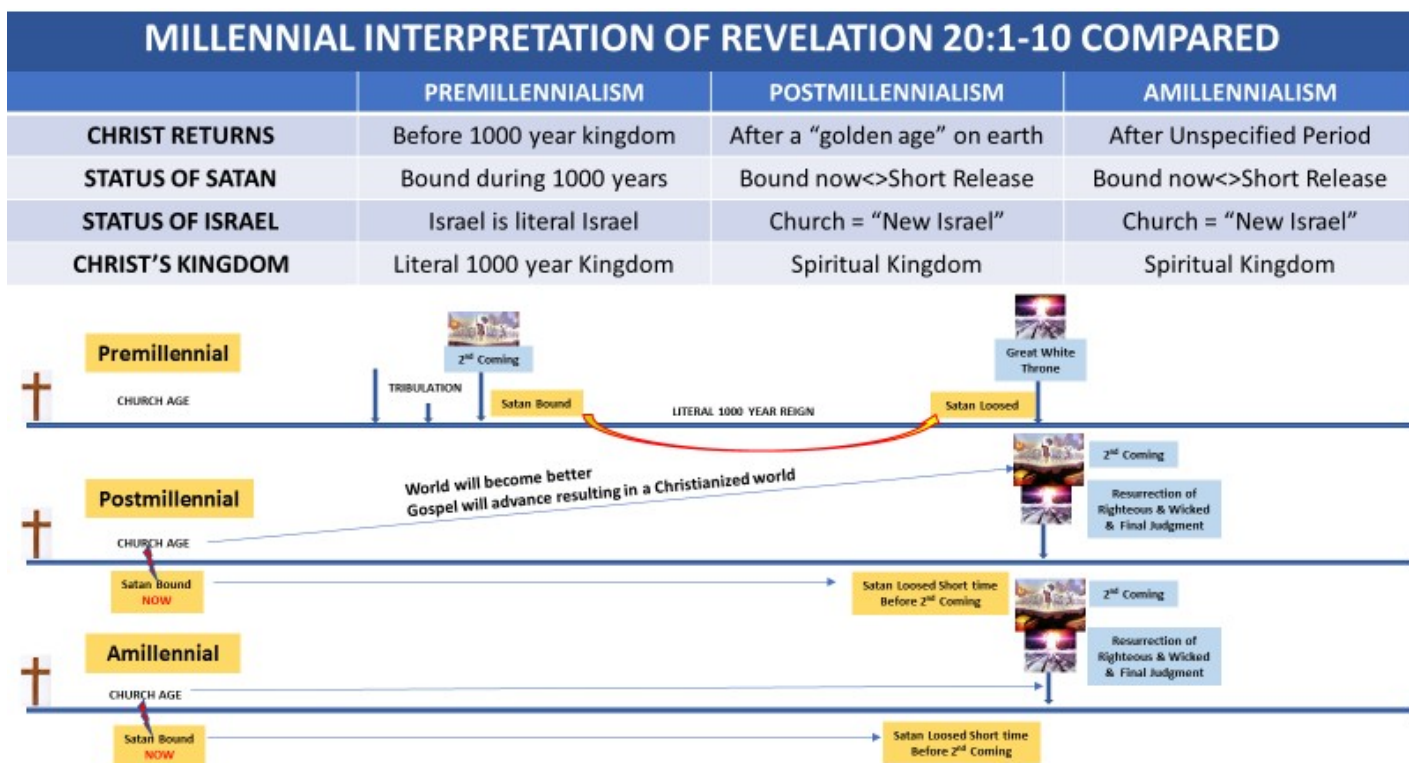 MILLENNIAL INTERPRETATION OF REVELATION 20:1-10 COMPARED
PREMILLENNIALISM POSTMILLENNIALISM AMILLENNIALISM
CHRIST RETURNS Before 1000 year kingdom After a “golden age” on earth After Unspecified Period
STATUS OF SATAN Bound during 1000 years Bound now<>Short Release Bound now<>Short Release
STATUS OF ISRAEL Israel is literal Israel Church = “New Israel” Church = “New Israel”
CHRIST’S KINGDOM Literal 1000 year Kingdom Spiritual Kingdom Spiritual Kingdom
Premillennial
2nd Coming
Great White
Throne
CHURCH AGE
TRIBULATION
Satan Bound
LITERAL 1000 YEAR REIGN
Satan Loosed
Postmillennial
World will become better
Gospel will advance resulting in a Christianized world
2nd Coming
Resurrection of
Righteous & Wicked
& Final Judgment
CHURCH AGE
Satan Bound
NOW
Satan Loosed Short time
Before 2nd Coming
Amillennial
2nd Coming
Resurrection of
Righteous & Wicked
& Final Judgment
CHURCH AGE
Satan Bound
NOW
Satan Loosed Short time
Before 2nd Coming